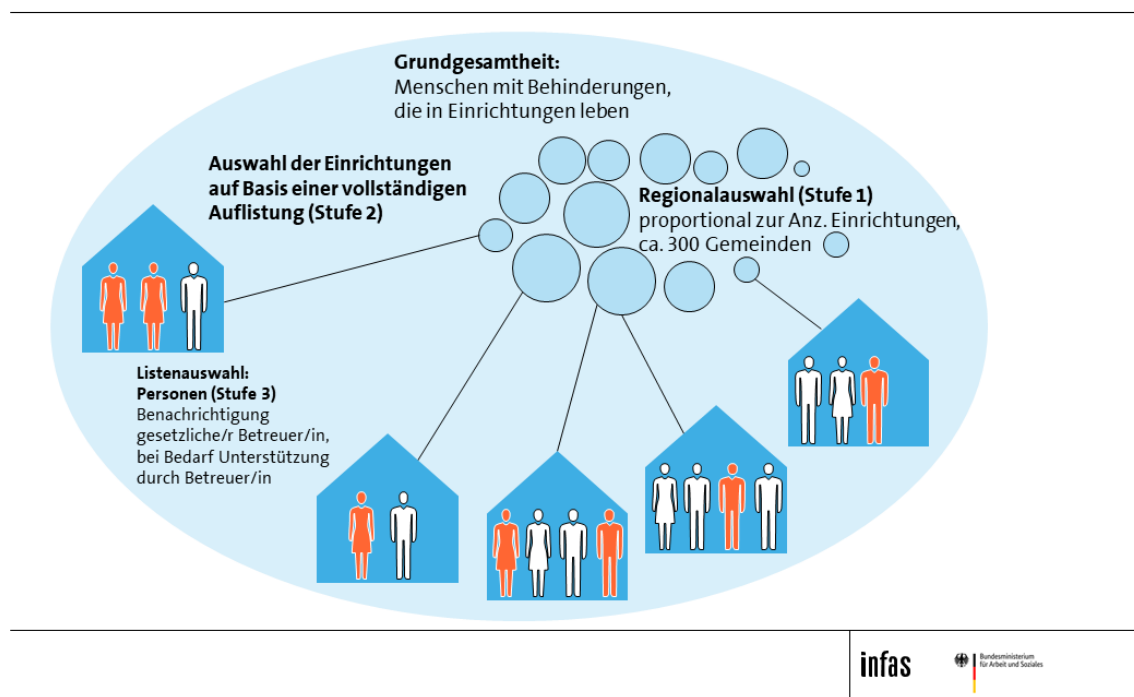 Grundgesamtheit:
Menschen mit Behinderungen,
die in Einrichtungen leben
Auswahl der Einrichtungen
auf Basis einer vollständigen
Auflistung (Stufe 2)
Regionalauswahl (Stufe 1)
proportional zur Anz. Einrichtungen,
ca. 300 Gemeinden
Listenauswahl:
Personen (Stufe 3)
Benachrichtigung
gesetzliche/r Betreuer/in,
bei Bedarf Unterstützung
durch Betreuer/in
infas
Bundesministerium
für Arbeit und Soziales